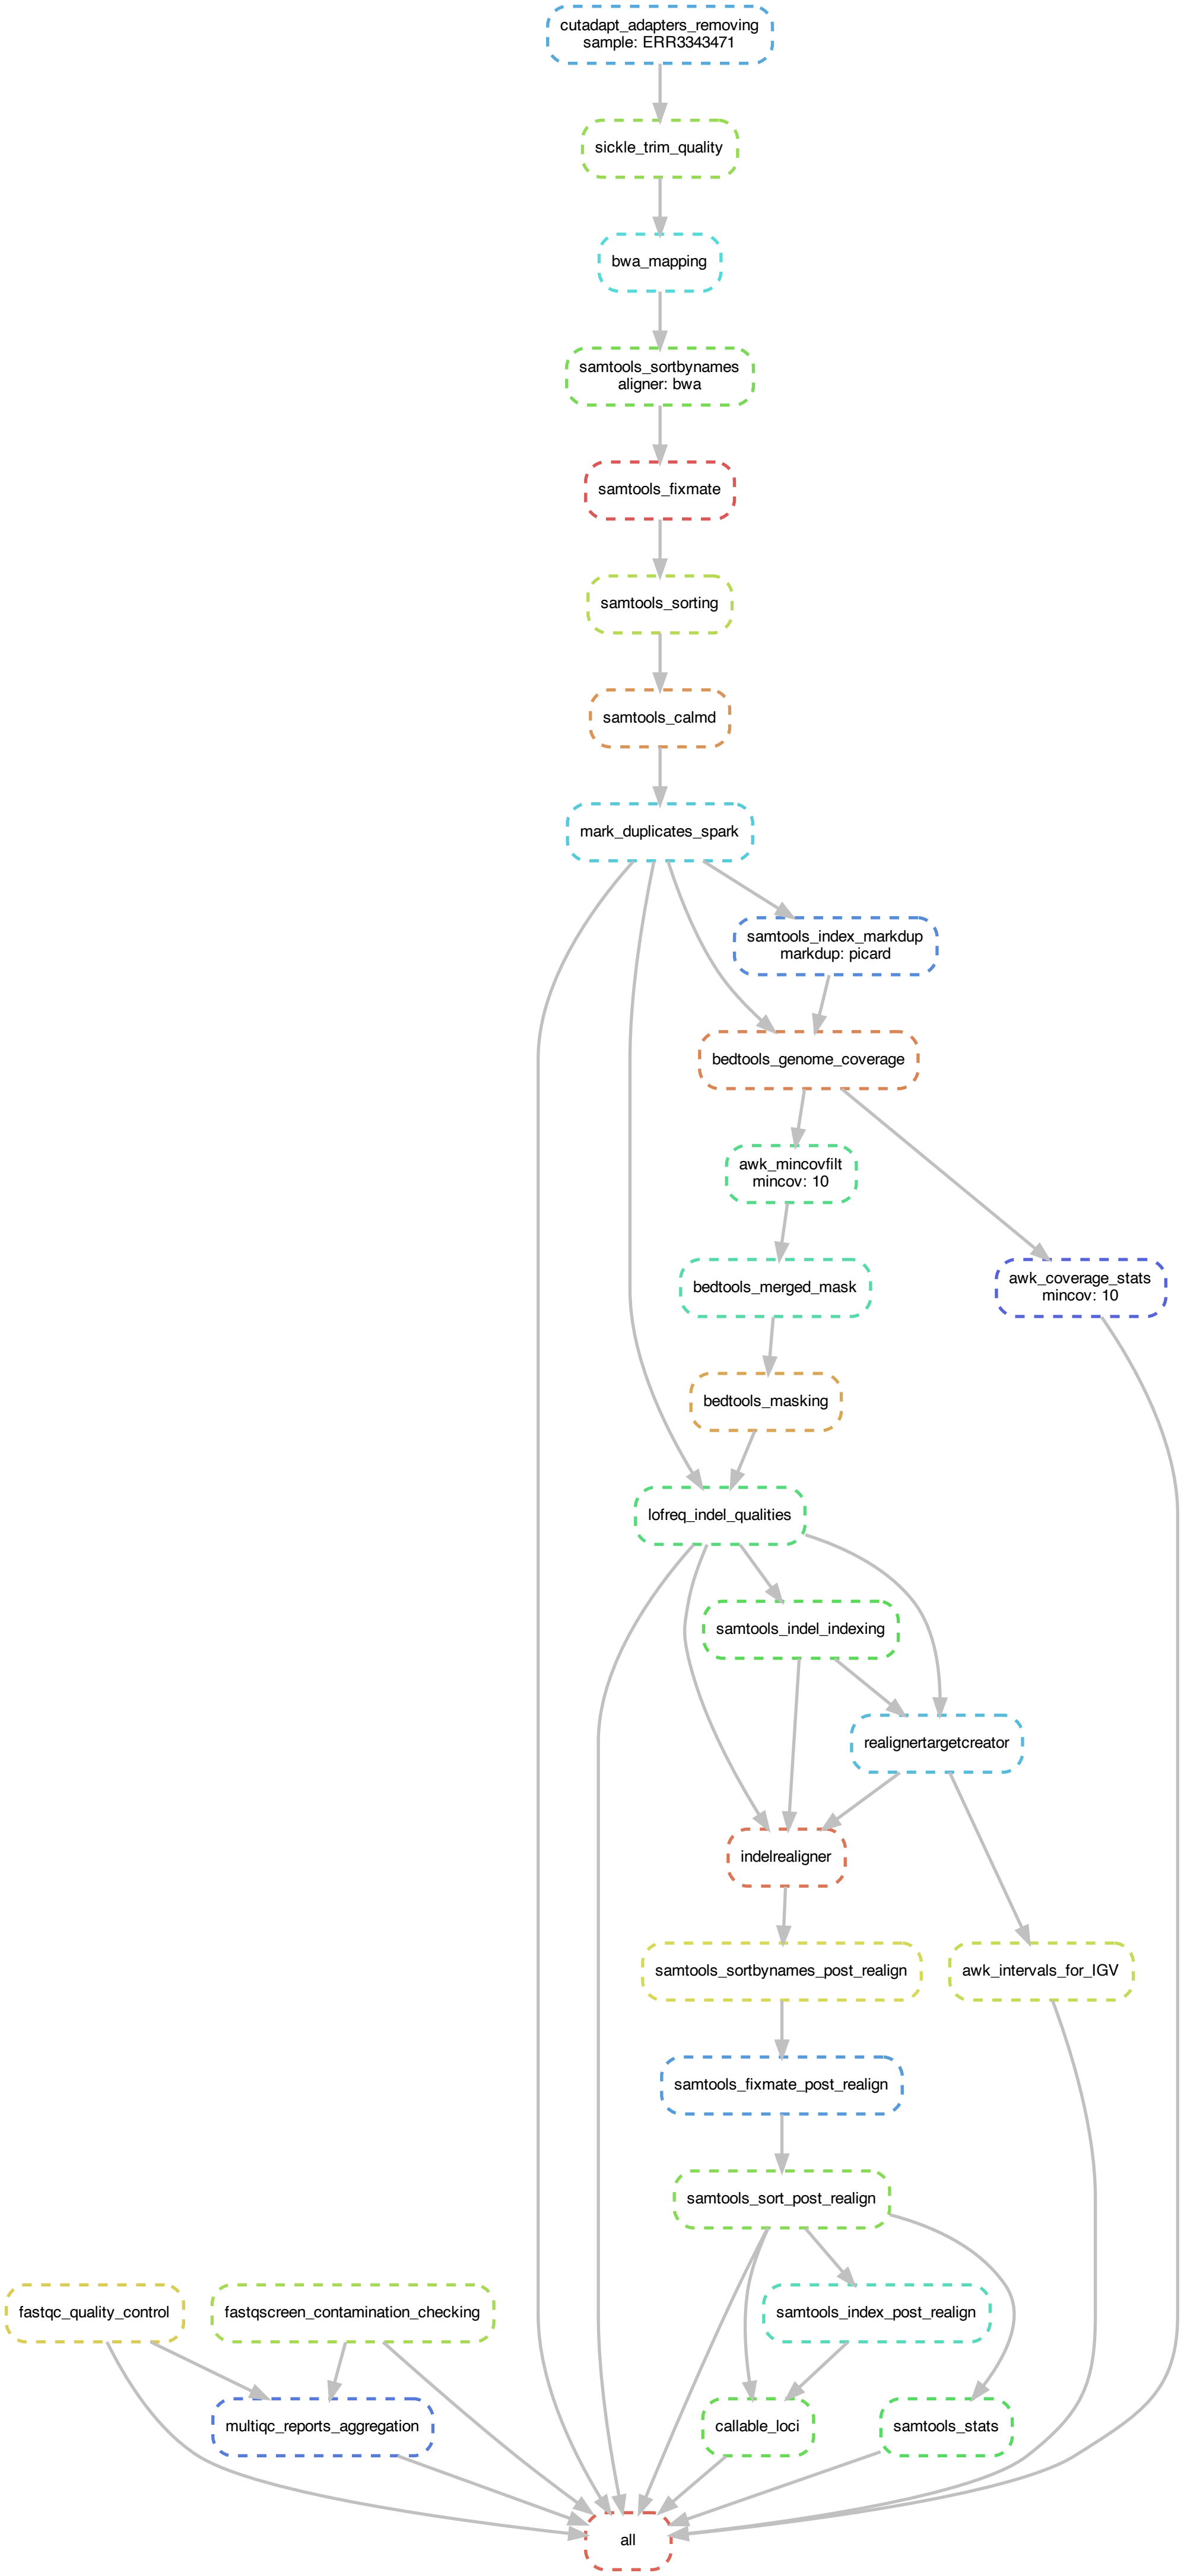 cutadapt_adapters_removing
sample: ERR3343471
sickle_trim_quality
bwa_mapping
samtools_sortbynames
aligner: bwa
samtools_fixmate
samtools_sorting
samtools_calmd
mark_duplicates_spark
samtools_index_markdup
markdup: picard
bedtools_genome_coverage
awk_mincovfilt
mincov: 10
bedtools_merged_mask
awk_coverage_stats
mincov: 10
bedtools_masking
lofreq_indel_qualities
samtools_indel_indexing
realignertargetcreator
indelrealigner
samtools_sortbynames_post_realign
awk_intervals_for_IGV
samtools_fixmate_post_realign
samtools_sort_post_realign
fastqc_quality_control
fastqscreen_contamination_checking
samtools_index_post_realign
multiqc_reports_aggregation
callable_loci
samtools_stats
all